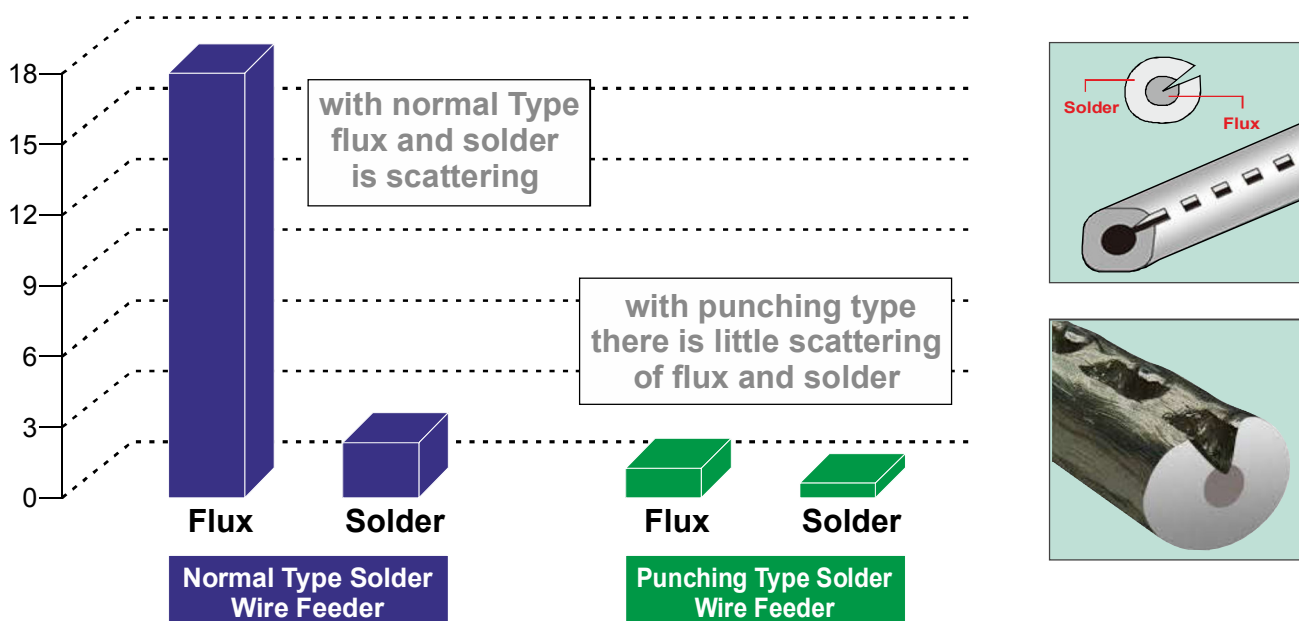 18
15
12
9
6
3
0
with normal Type
flux and solder
is scattering
with punching type
there is little scattering
of flux and solder
Flux
Solder
Flux
Solder
Normal Type Solder
Wire Feeder
Punching Type Solder
Wire Feeder
Solder
Flux